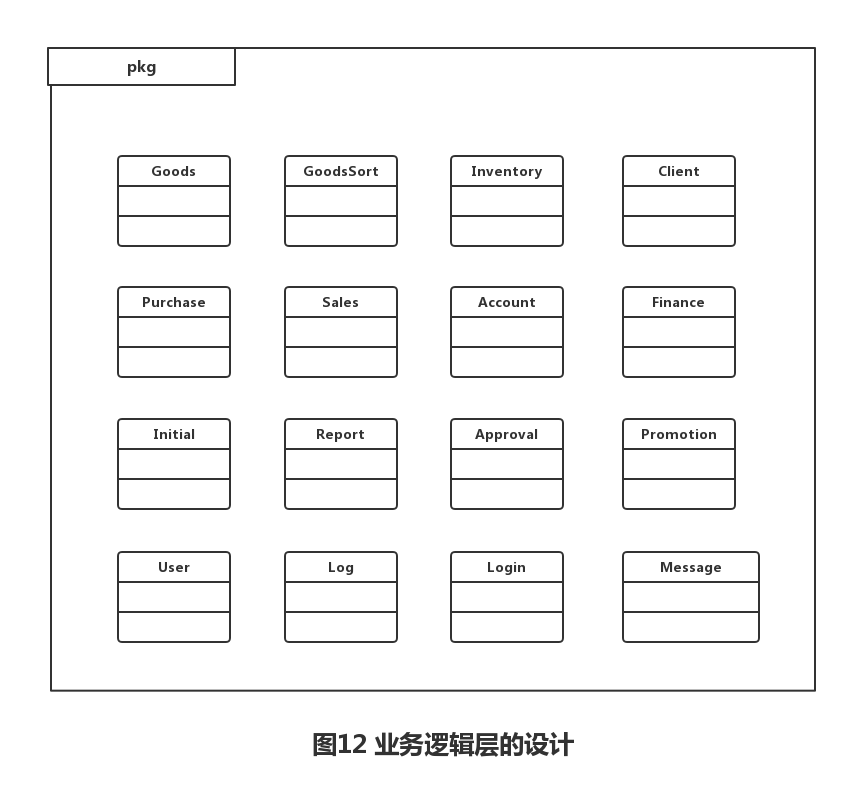 pkg
Goods
GoodsSort
Inventory
Client
Purchase
Sales
Account
Finance
Initial
Report
Approval
Promotion
User
Log
Login
Message
图12 业务逻辑层的设计